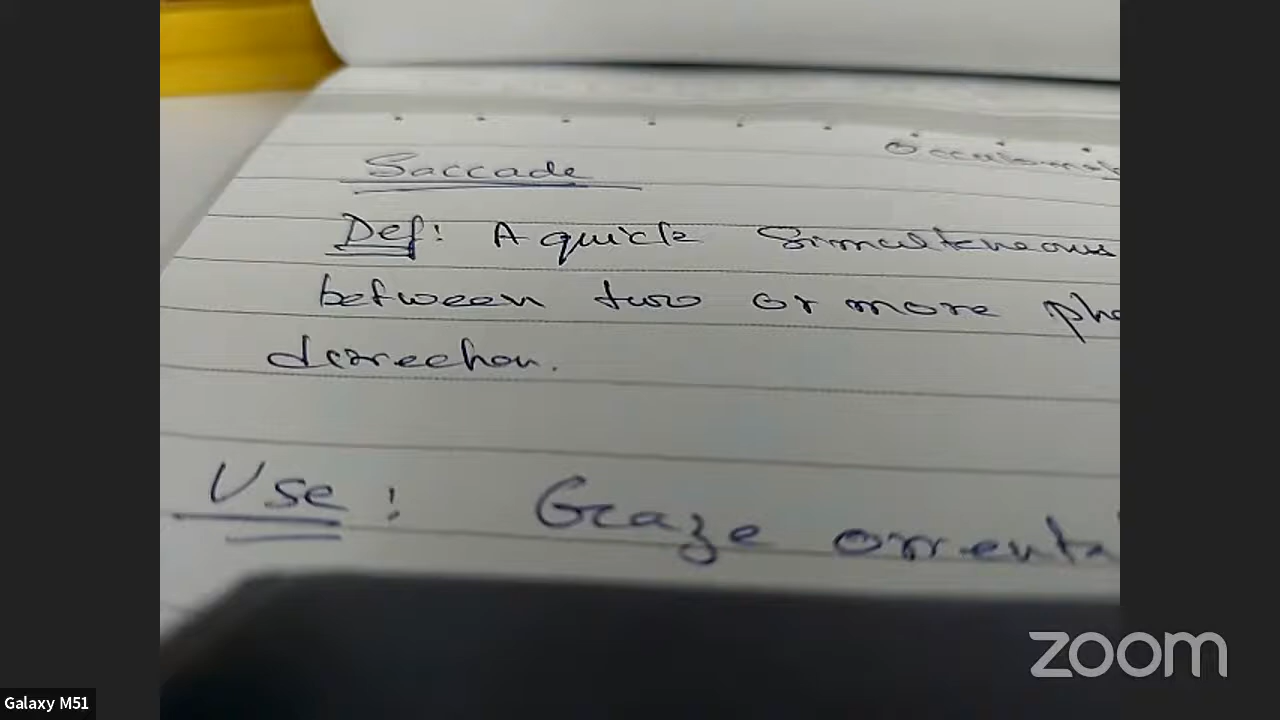 Saccade
Def: A quick simultaneous
between two or more
direction.
Use: Gaze
zoom
Galaxy M51